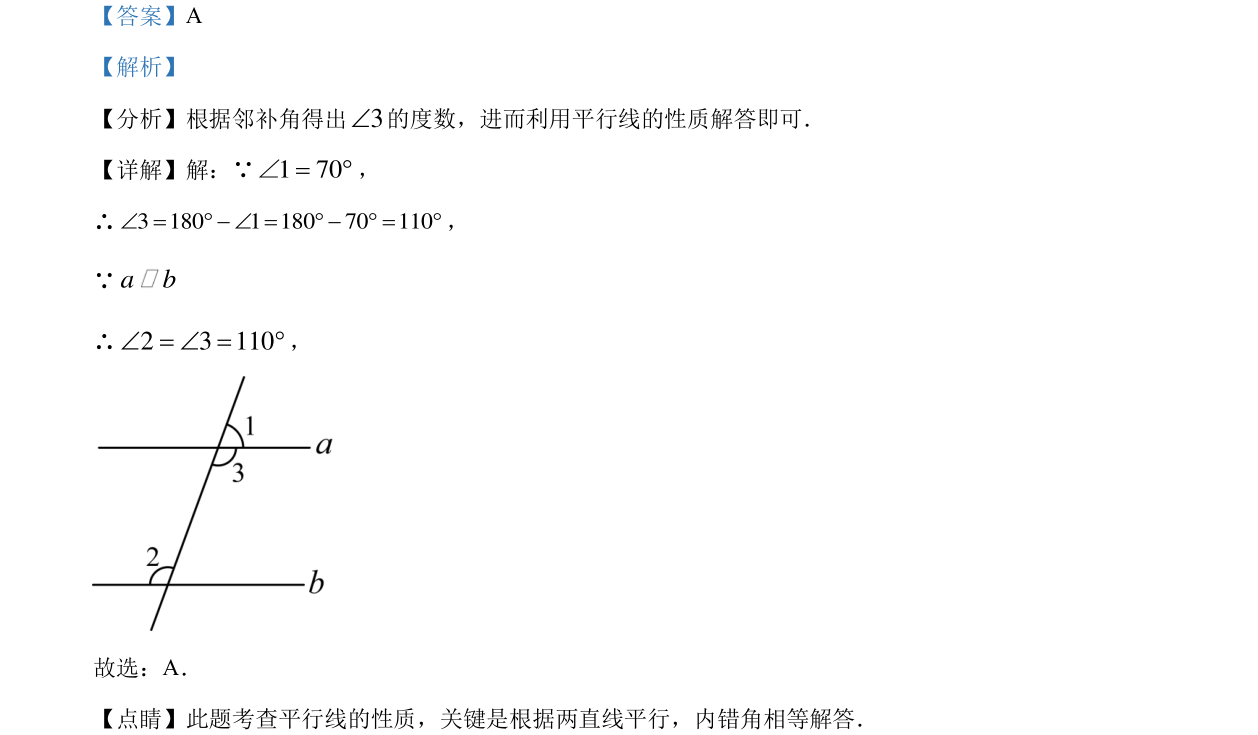 【答案】A
【解析】
【分析】根据邻补角得出∠3的度数，进而利用平行线的性质解答即可．
【详解】解：∵∠1＝70°，
∴∠3＝180°－∠1＝180°－70°＝110°，
∵a▱b
∴∠2＝∠3＝110°，
1
a
3
2
b
故选：A．
【点睛】此题考查平行线的性质，关键是根据两直线平行，内错角相等解答．